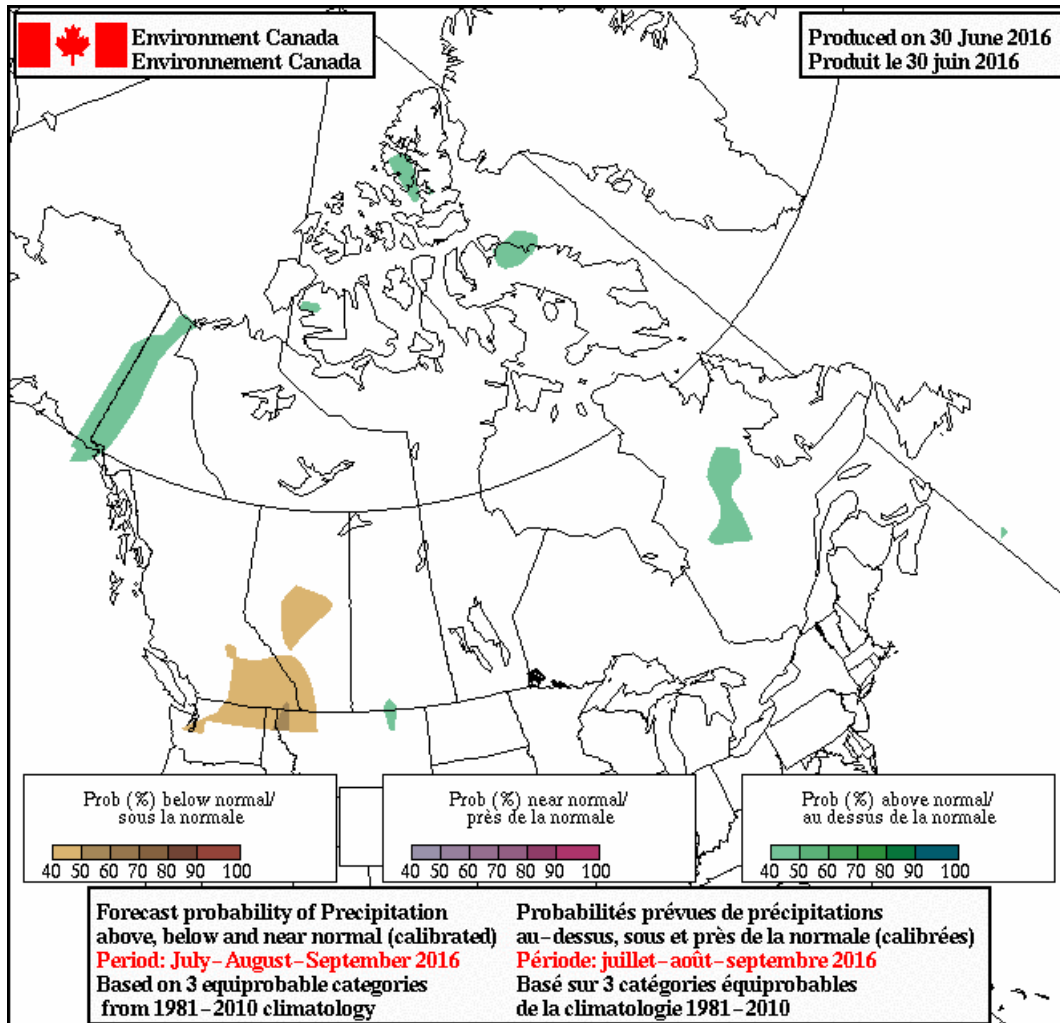 Environment Canada
Environnement Canada
Produced on 30 June 2016
Produit le 30 juin 2016
Prob (%) below normal/
sous la normale
40 50 60 70 80 90 100
Prob (%) near normal/
près de la normale
40 50 60 70 80 90 100
Prob (%) above normal/
au dessus de la normale
40 50 60 70 80 90 100
Forecast probability of Precipitation
above, below and near normal (calibrated)
Period: July-August-September 2016
Based on 3 equiprobable categories
from 1981-2010 climatology
Probabilités prévues de précipitations
au-dessus, sous et près de la normale (calibrées)
Période: juillet-août-septembre 2016
Basé sur 3 catégories équiprobables
de la climatologie 1981-2010